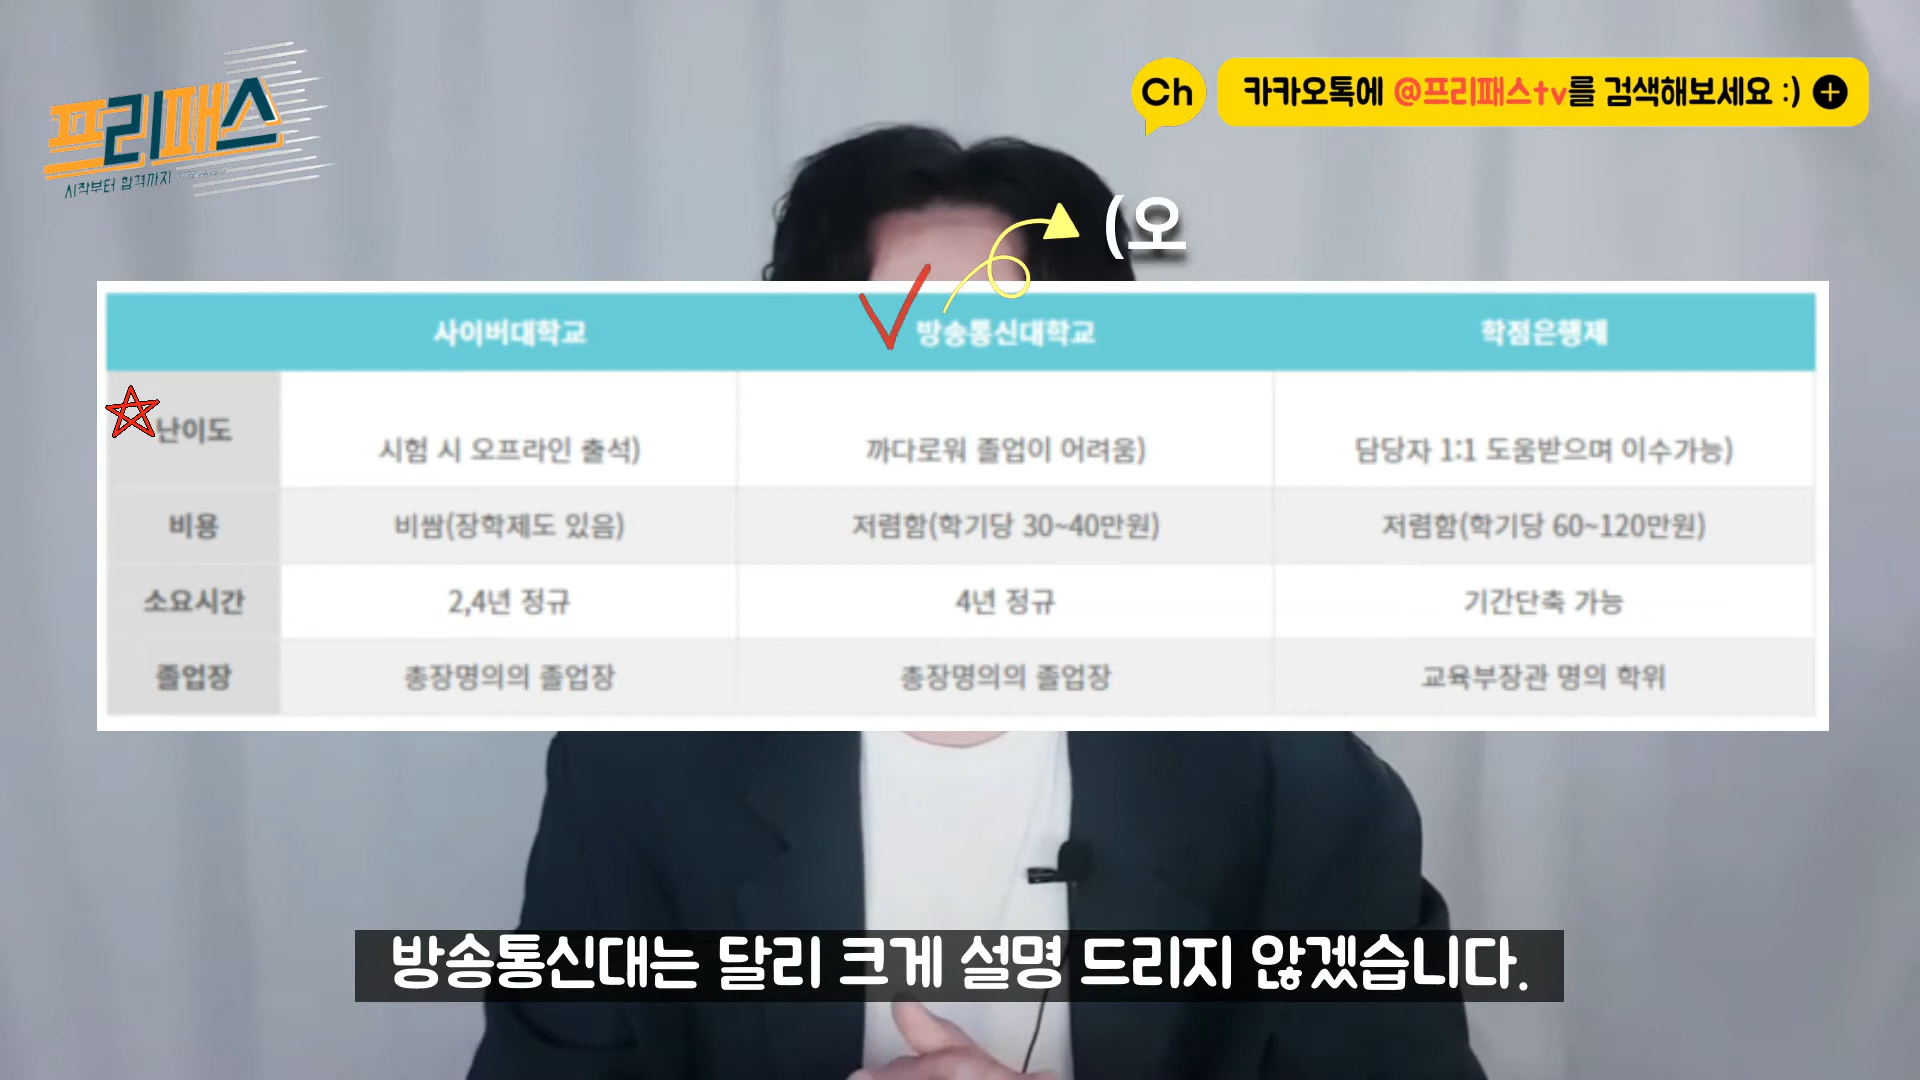 프리패스
시작부터 합격까지
Ch
카카오톡에 @프리패스tv를 검색해보세요 :)
(오
사이버대학교 방송통신대학교 학점은행제
난이도 시험 시 오프라인 출석) 까다로워 졸업이 어려움) 담당자 1:1 도움받으며 이수가능)
비용 비쌈(장학제도 있음) 저렴함(학기당 30~40만원) 저렴함(학기당 60~120만원)
소요시간 2,4년 정규 4년 정규 기간단축 가능
졸업장 총장명의의 졸업장 총장명의의 졸업장 교육부장관 명의 학위
방송통신대는 달리 크게 설명 드리지 않겠습니다.